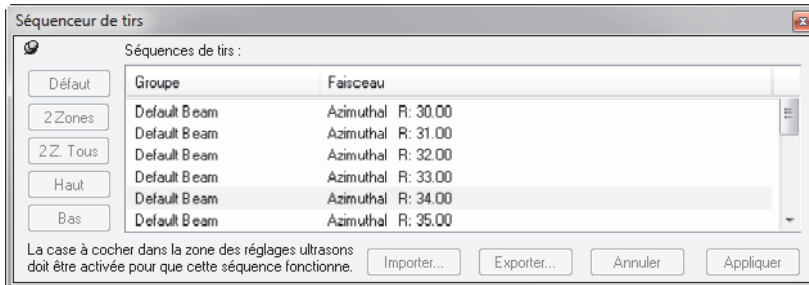 Séquenceur de tirs
Séquences de tirs :
Défaut
2 Zones
2 Z. Tous
Haut
Bas
Groupe Faisceau
Default Beam Azimuthal R: 30.00
Default Beam Azimuthal R: 31.00
Default Beam Azimuthal R: 32.00
Default Beam Azimuthal R: 33.00
Default Beam Azimuthal R: 34.00
Default Beam Azimuthal R: 35.00
La case à cocher dans la zone des réglages ultrasons
doit être activée pour que cette séquence fonctionne.
Importer... Exporter... Annuler Appliquer